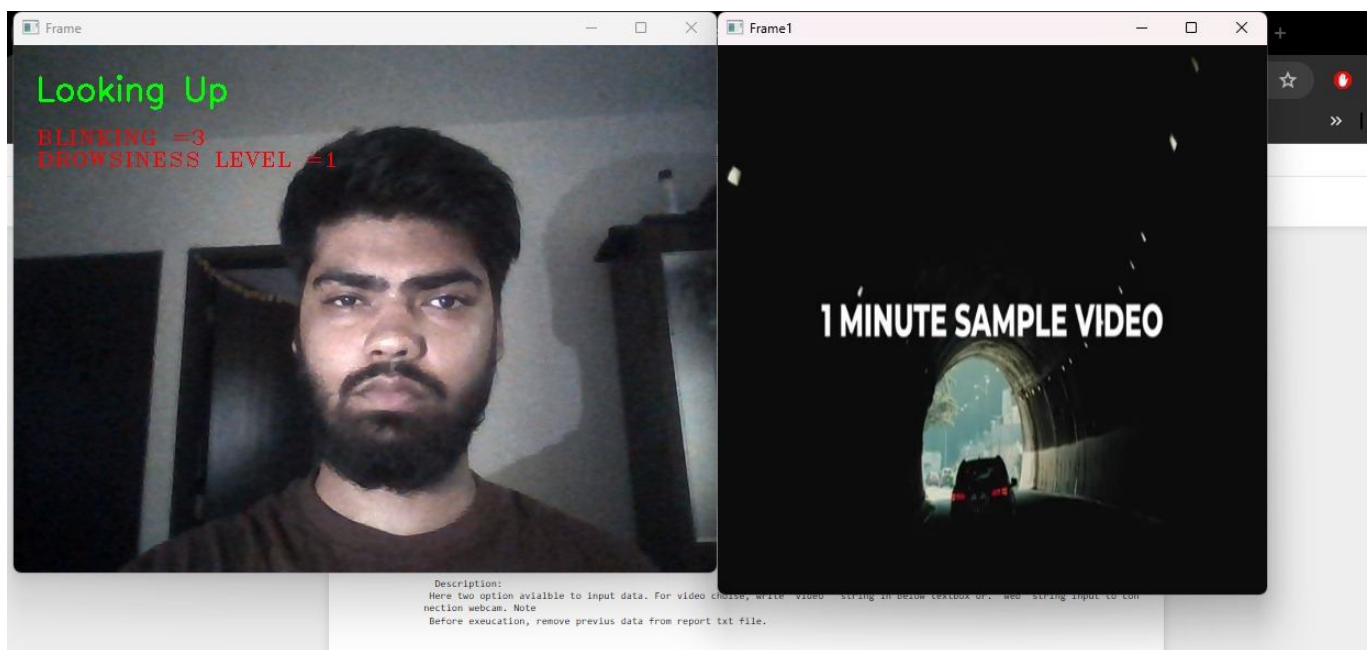 Frame
Looking Up
BLINKING =3
DROWSINESS LEVEL =1
Frame1
1 MINUTE SAMPLE VIDEO
Description:
Here two option avialble to input data. For video choise, write video string in below textbox or. web string input to con
nection webcam. Note
Before exeucation, remove previus data from report txt file.